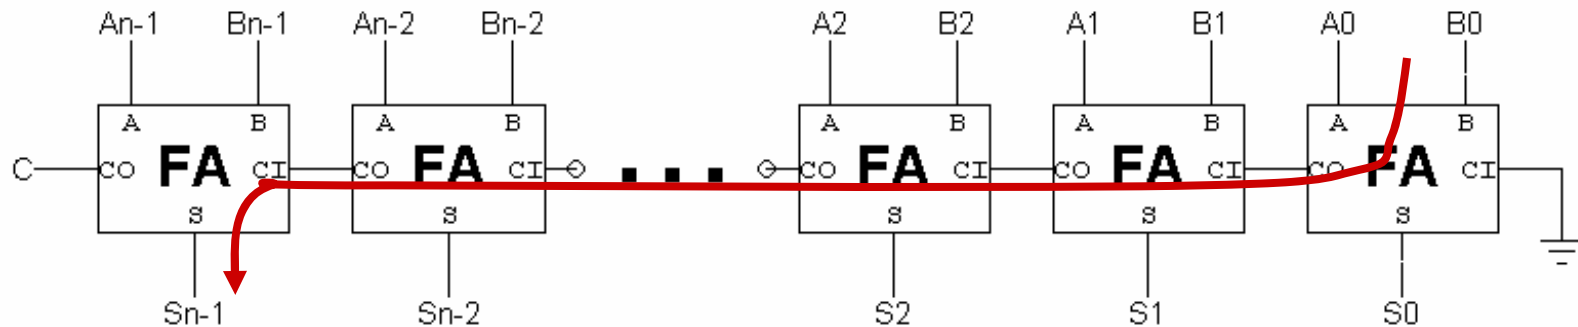 An-1 Bn-1 An-2 Bn-2 A2 B2 A1 B1 A0 B0
A B A B A B A B A B
C CO FA CI CO FA CI ... CO FA CI CO FA CI CO FA CI
S S S S S
Sn-1 Sn-2 S2 S1 S0